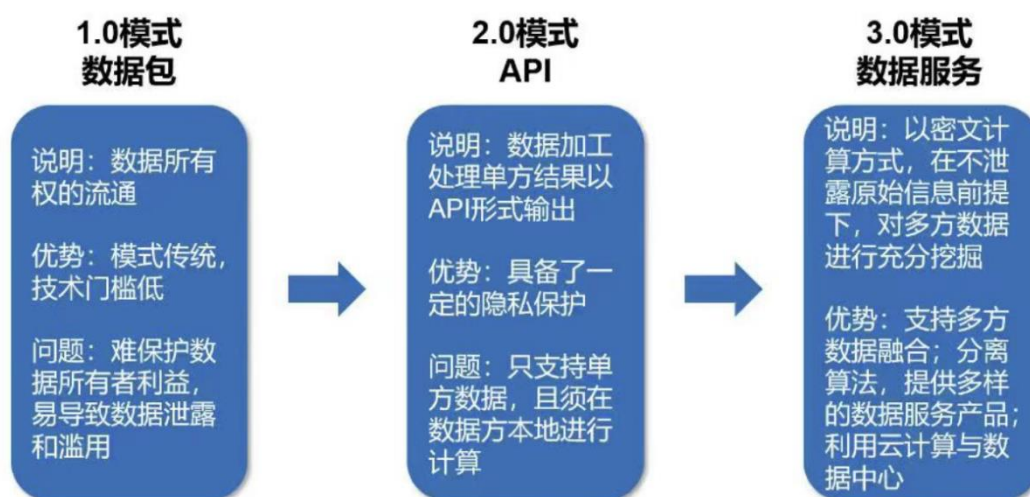 1.0模式
数据包
说明：数据所有
权的流通
优势：模式传统，
技术门槛低
问题：难保护数
据所有者利益，
易导致数据泄露
和滥用
2.0模式
API
说明：数据加工
处理单方结果以
API形式输出
优势：具备了一
定的隐私保护
问题：只支持单
方数据，且须在
数据方本地进行
计算
3.0模式
数据服务
说明：以密文计
算方式，在不泄
露原始信息前提
下，对多方数据
进行充分挖掘
优势：支持多方
数据融合；分离
算法，提供多样
的数据服务产品；
利用云计算与数
据中心